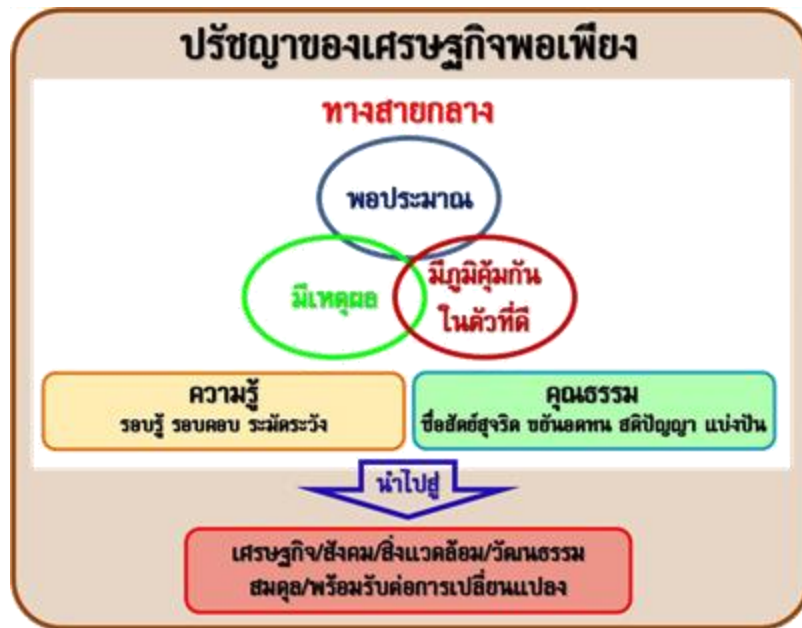 ปรัชญาของเศรษฐกิจพอเพียง
ทางสายกลาง
พอประมาณ
มีเหตุผล
มีภูมิคุ้มกัน
ในตัวที่ดี
ความรู้
รอบรู้ รอบคอบ ระมัดระวัง
คุณธรรม
ซื่อสัตย์สุจริต ขยันอดทน สติปัญญา แบ่งปัน
นำไปสู่
เศรษฐกิจ/สังคม/สิ่งแวดล้อม/วัฒนธรรม
สมดุล/พร้อมรับต่อการเปลี่ยนแปลง